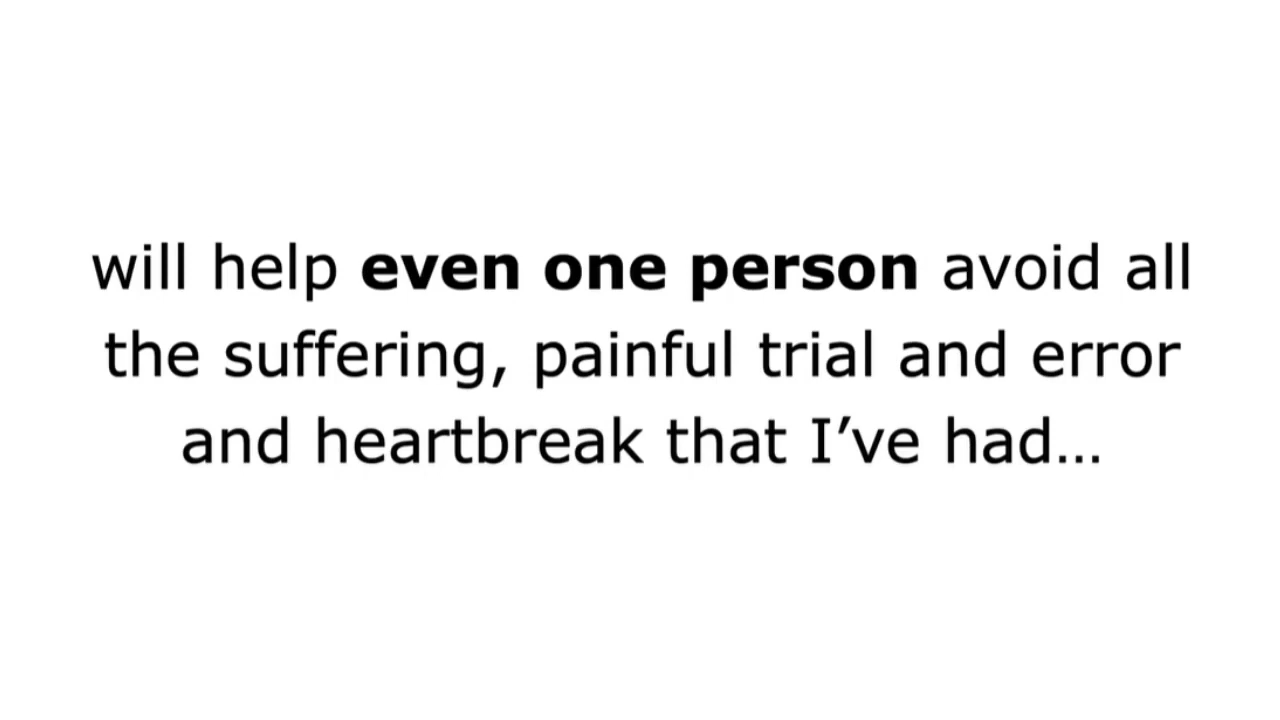 will help even one person avoid all
the suffering, painful trial and error
and heartbreak that I’ve had...